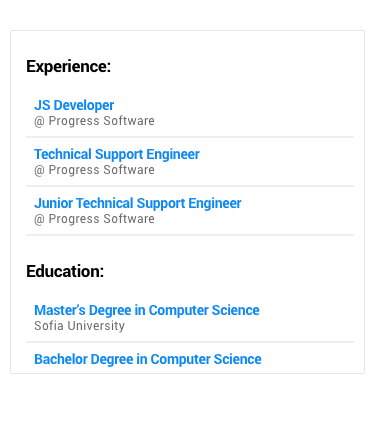 Experience:
JS Developer
@ Progress Software
Technical Support Engineer
@ Progress Software
Junior Technical Support Engineer
@ Progress Software
Education:
Master’s Degree in Computer Science
Sofia University
Bachelor Degree in Computer Science